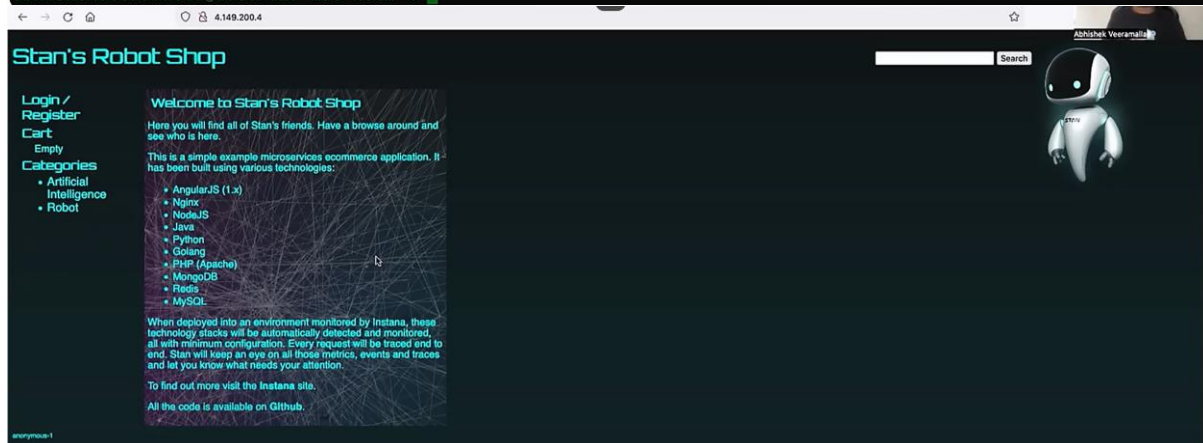 4.149.200.4
Abhishek Veeramalla
Stan's Robot Shop
Search
Login /
Register
Cart
Empty
Categories
• Artificial
Intelligence
• Robot
Welcome to Stan's Robot Shop
Here you will find all of Stan's friends. Have a browse around and
see who is here.
This is a simple example microservices ecommerce application. It
has been built using various technologies:
• AngularJS (1.x)
• Nginx
• NodeJS
• Java
• Python
• Golang
• PHP (Apache)
• MongoDB
• Redis
• MySQL
When deployed into an environment monitored by Instana, these
technology stacks will be automatically detected and monitored,
all with minimum configuration. Every request will be traced end to
end. Stan will keep an eye on all those metrics, events and traces
and let you know what needs your attention.
To find out more visit the Instana site.
All the code is available on Github.
STAN
anonymous-1